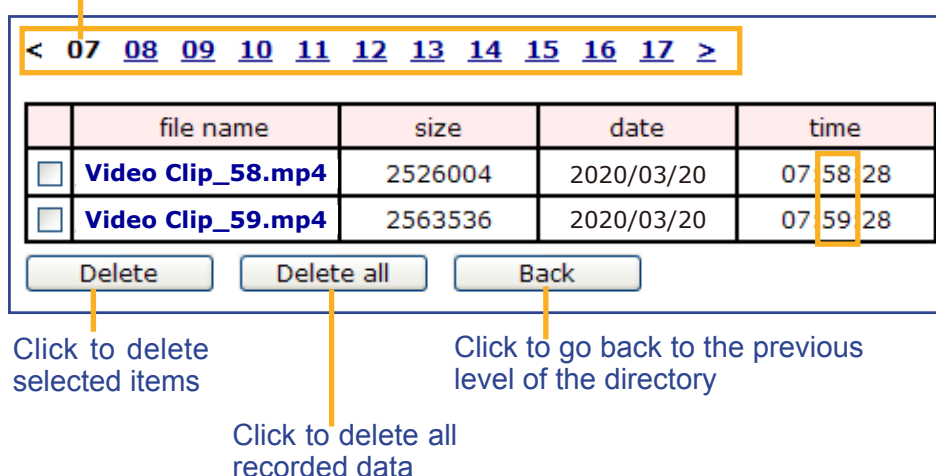 < 07 08 09 10 11 12 13 14 15 16 17 >
file name size date time
Video Clip_58.mp4 2526004 2020/03/20 07:58:28
Video Clip_59.mp4 2563536 2020/03/20 07:59:28
Delete Delete all Back
Click to delete
selected items
Click to go back to the previous
level of the directory
Click to delete all
recorded data